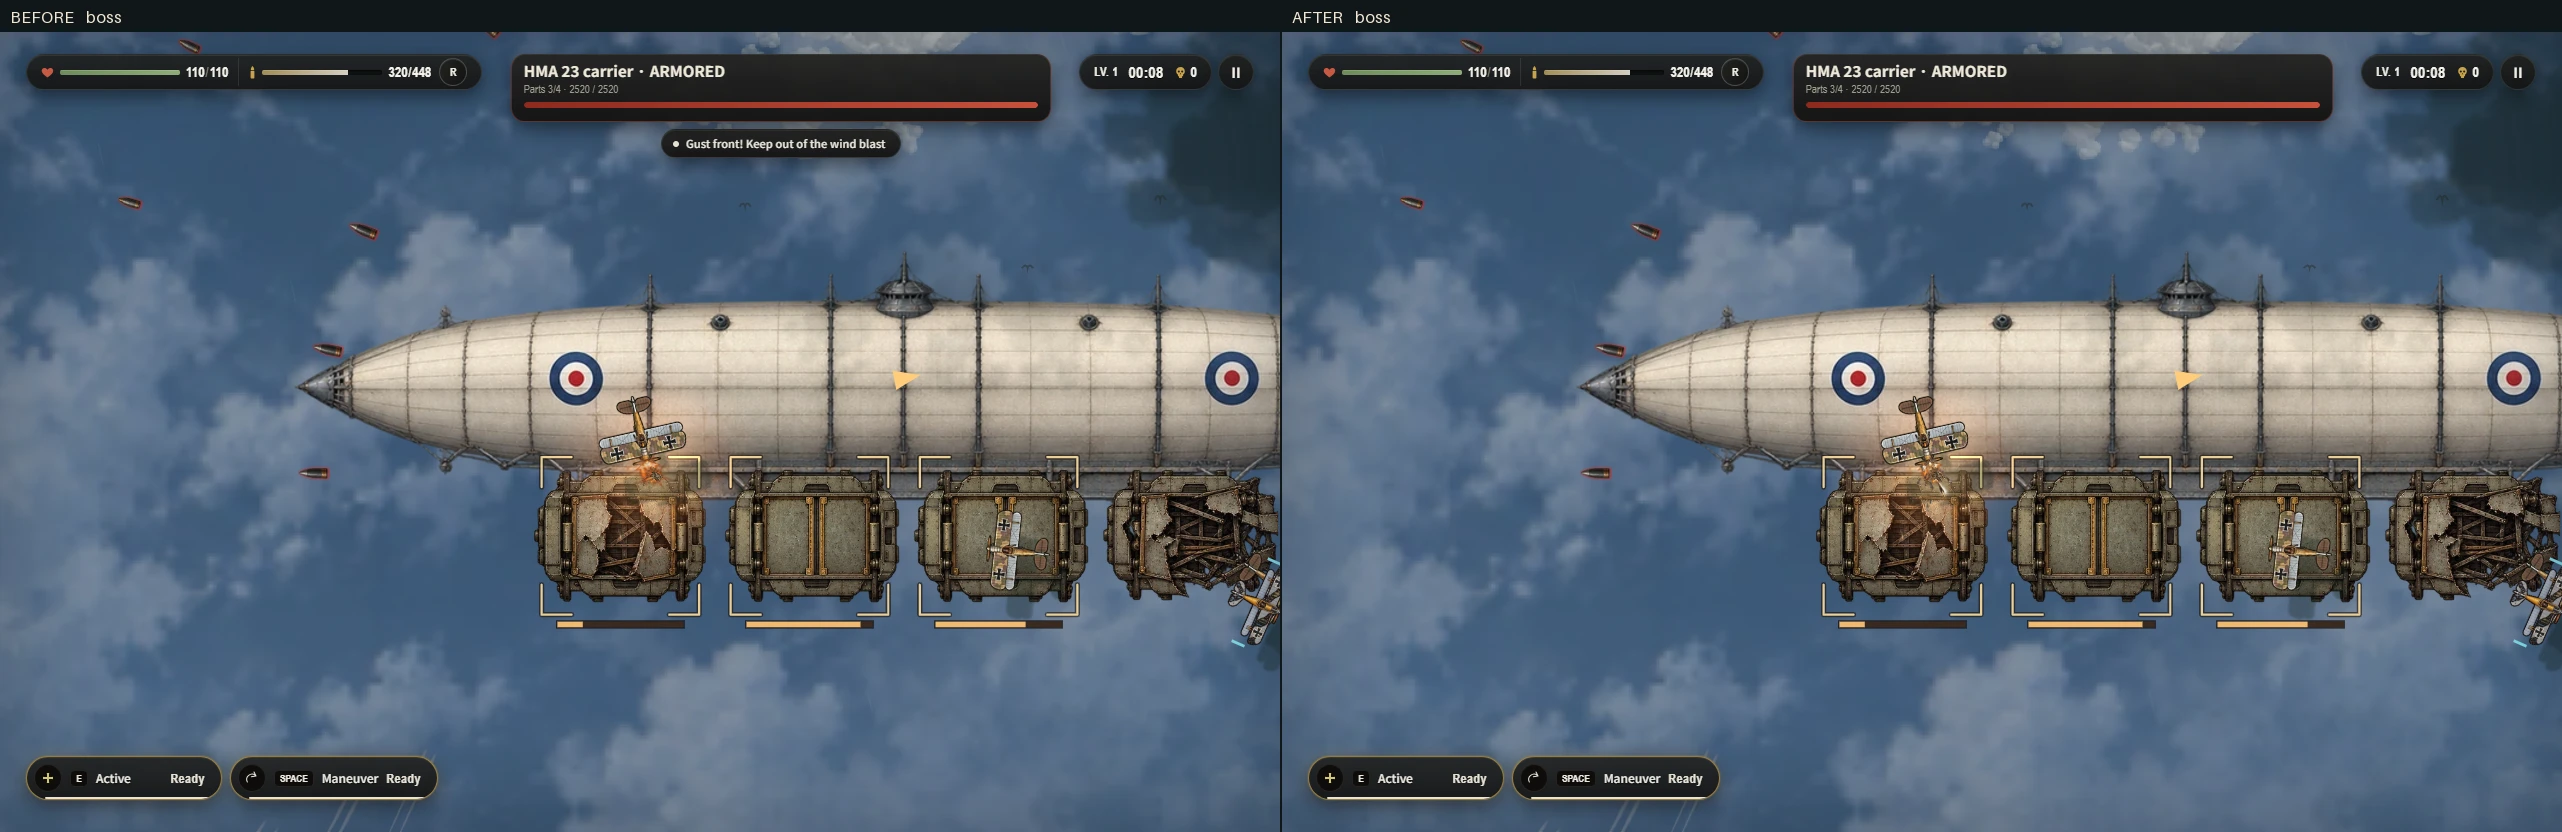 BEFORE boss
110/110 320/448 R
HMA 23 carrier · ARMORED
Parts 3/4 · 2520 / 2520
LV. 1 00:08 0
Gust front! Keep out of the wind blast
E Active Ready
SPACE Maneuver Ready
AFTER boss
110/110 320/448 R
HMA 23 carrier · ARMORED
Parts 3/4 · 2520 / 2520
LV. 1 00:08 0
E Active Ready
SPACE Maneuver Ready